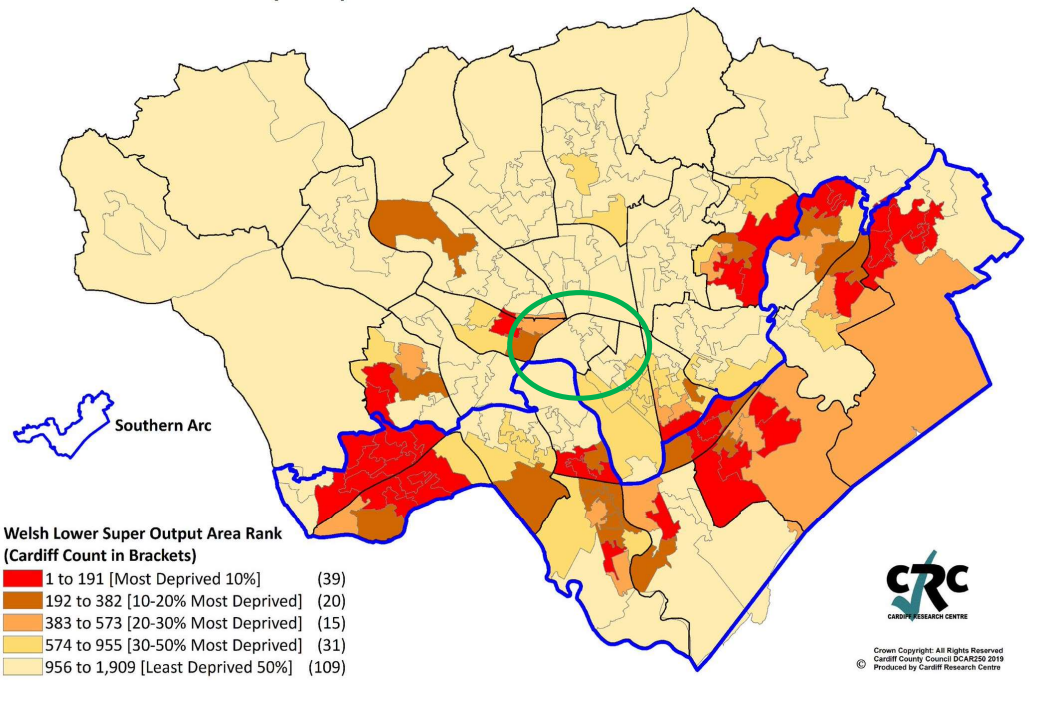 Southern Arc
Welsh Lower Super Output Area Rank
(Cardiff Count in Brackets)
1 to 191 [Most Deprived 10%] (39)
192 to 382 [10-20% Most Deprived] (20)
383 to 573 [20-30% Most Deprived] (15)
574 to 955 [30-50% Most Deprived] (31)
956 to 1,909 [Least Deprived 50%] (109)
CRC
CARDIFF RESEARCH CENTRE
Crown Copyright: All Rights Reserved
© Cardiff County Council DCAR250 2019
Produced by Cardiff Research Centre